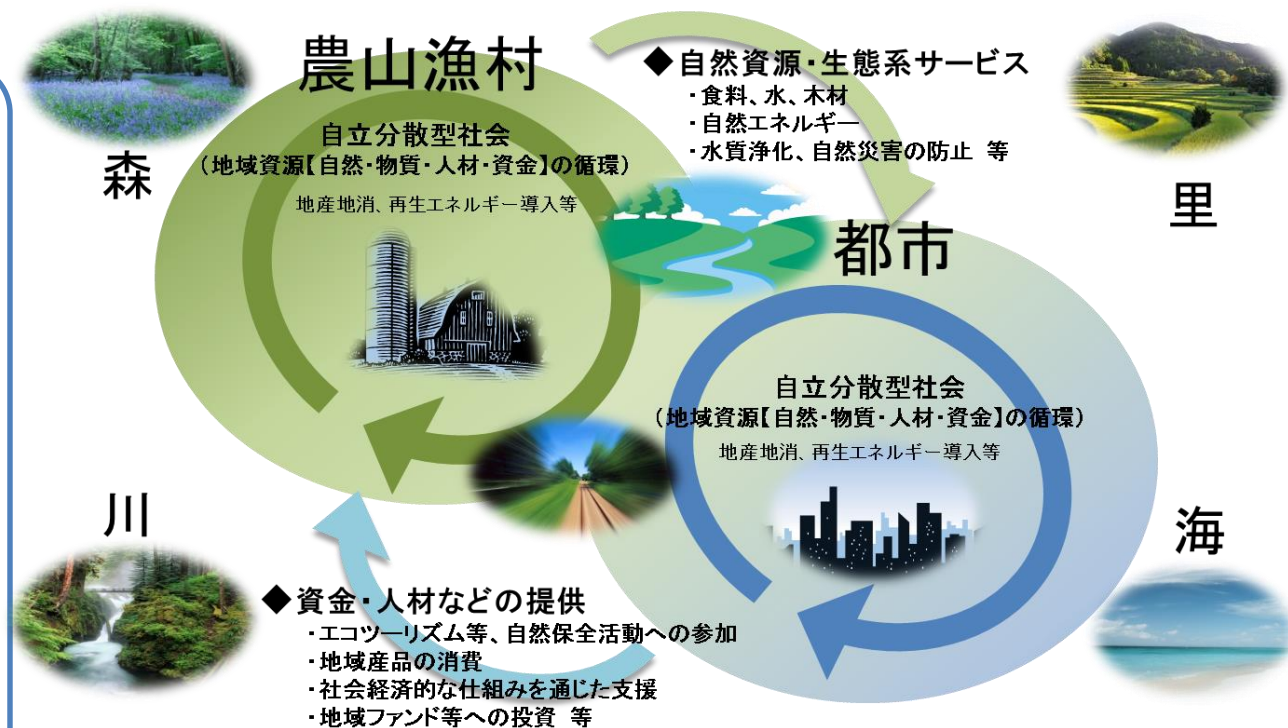 農山漁村
自立分散型社会
(地域資源【自然・物質・人材・資金】の循環)
地産地消、再生エネルギー導入等
◆自然資源・生態系サービス
・食料、水、木材
・自然エネルギー
・水質浄化、自然災害の防止 等
森
里
都市
自立分散型社会
(地域資源【自然・物質・人材・資金】の循環)
地産地消、再生エネルギー導入等
川
海
◆資金・人材などの提供
・エコツーリズム等、自然保全活動への参加
・地域産品の消費
・社会経済的な仕組みを通じた支援
・地域ファンド等への投資 等